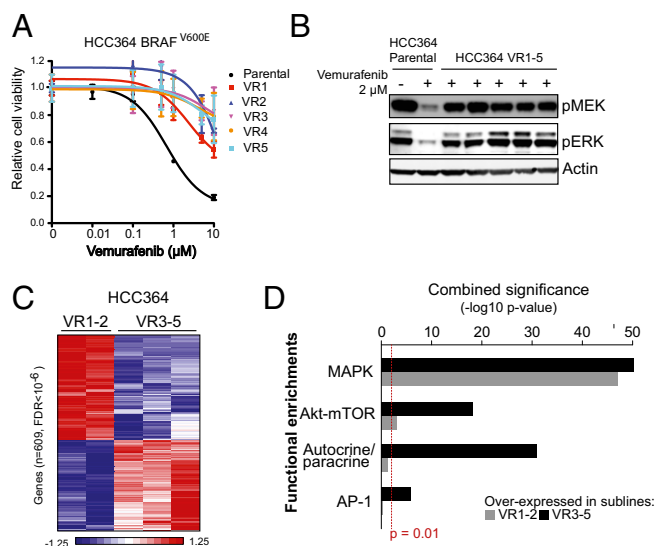 A
HCC364 BRAF V600E
Relative cell viability
1.2
1.0
0.8
0.6
0.4
0.2
0.0
0
0.01
0.1
1
10
Vemurafenib (µM)
Parental
VR1
VR2
VR3
VR4
VR5
B
HCC364 Parental
HCC364 VR1-5
Vemurafenib 2 µM
- + + + + + +
pMEK
pERK
Actin
C
HCC364
VR1-2 VR3-5
Genes (n=609, FDR<10-6)
-1.25 1.25
D
Combined significance
(-log10 p-value)
0 10 20 30 40 50
Functional enrichments
MAPK
Akt-mTOR
Autocrine/
paracrine
AP-1
Over-expressed in sublines:
VR1-2 VR3-5
p = 0.01